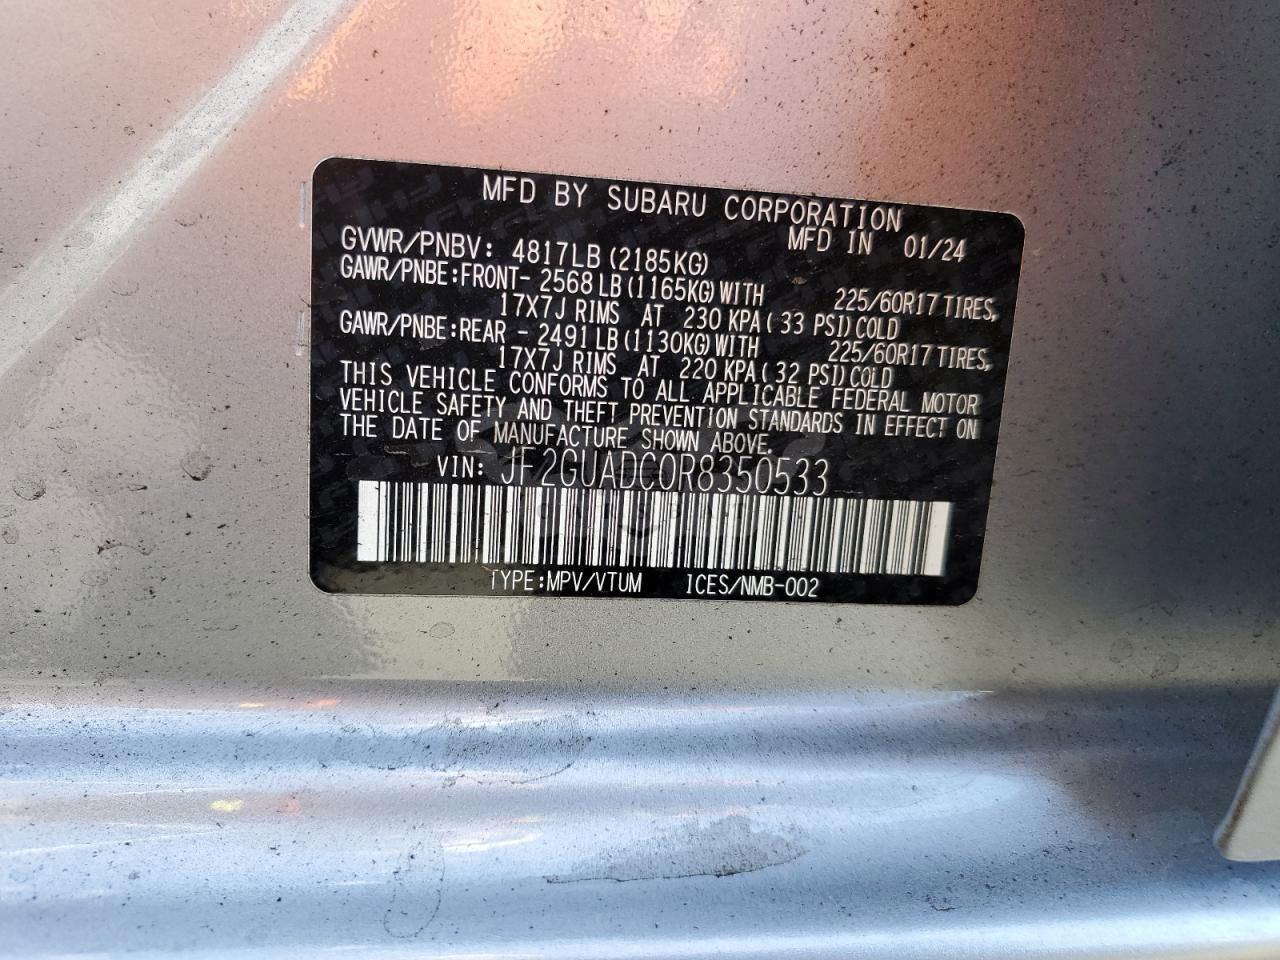 MFD BY SUBARU CORPORATION
MFD IN 01/24
GVWR/PNBV: 4817LB (2185KG)
GAWR/PNBE:FRONT- 2568 LB (1165KG) WITH 225/60R17 TIRES,
17X7J RIMS AT 230 KPA ( 33 PSI) COLD
GAWR/PNBE:REAR - 2491 LB (1130KG) WITH 225/60R17 TIRES,
17X7J RIMS AT 220 KPA ( 32 PSI) COLD
THIS VEHICLE CONFORMS TO ALL APPLICABLE FEDERAL MOTOR
VEHICLE SAFETY AND THEFT PREVENTION STANDARDS IN EFFECT ON
THE DATE OF MANUFACTURE SHOWN ABOVE.
VIN: JF2GUADC0R8350533
TYPE:MPV/VTUM ICES/NMB-002